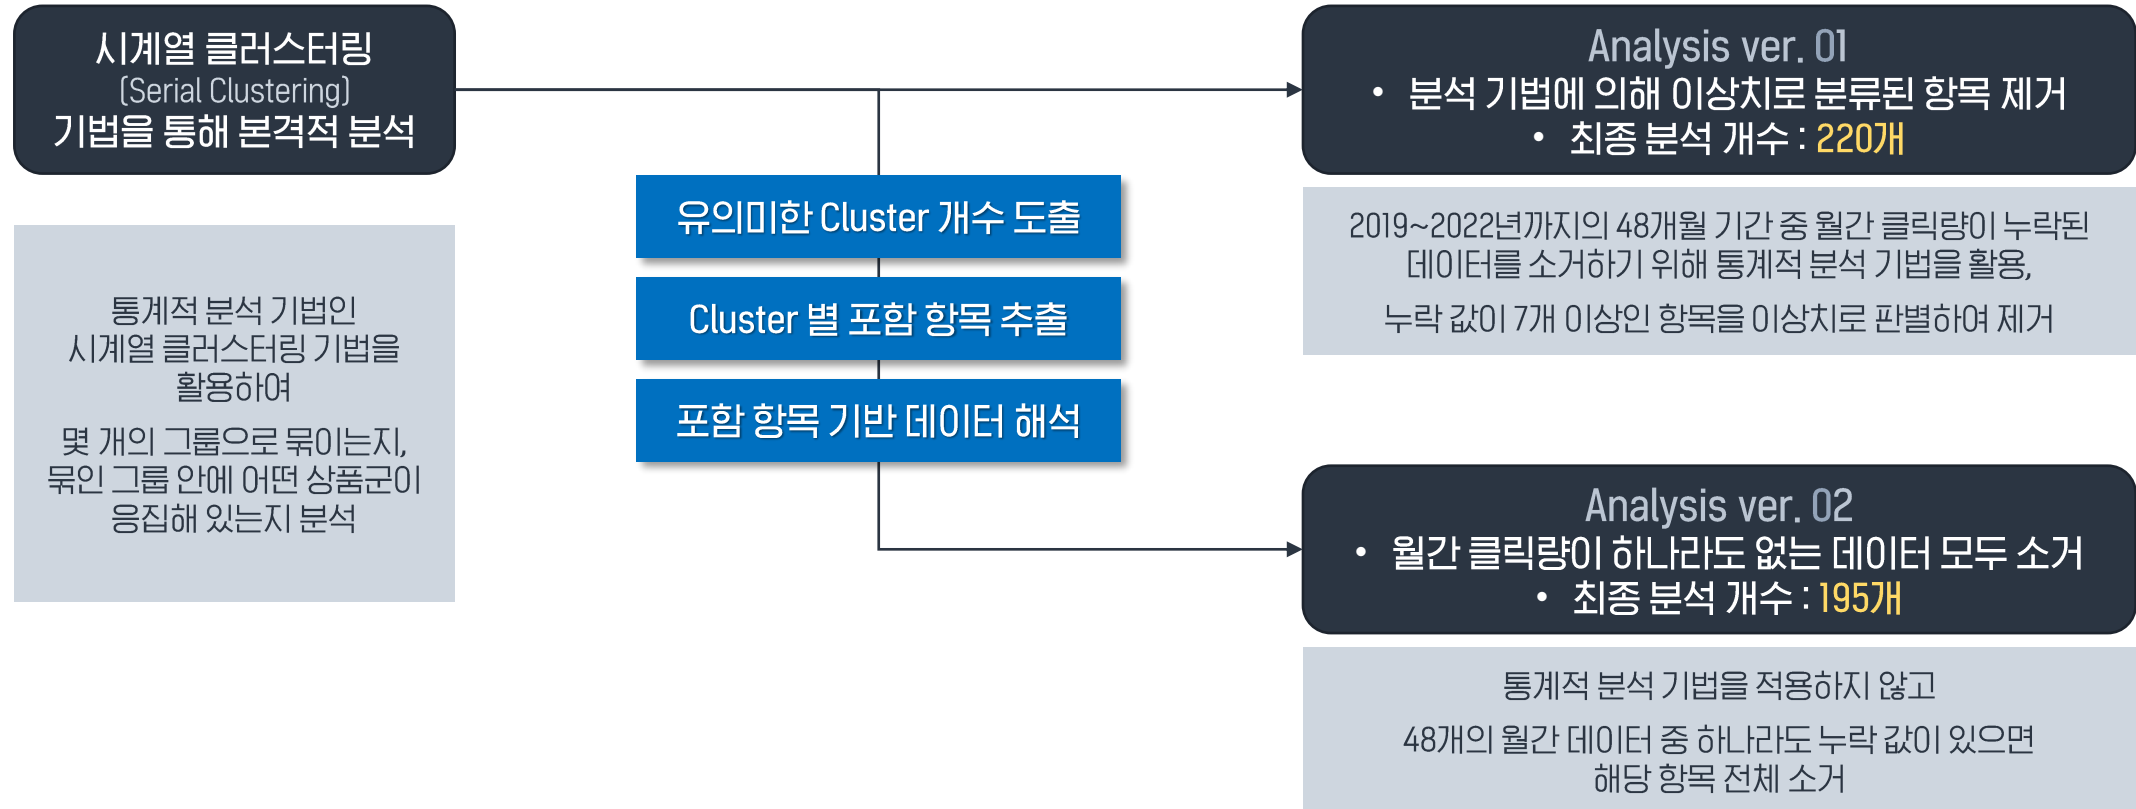 시계열 클러스터링
(Serial Clustering)
기법을 통해 본격적 분석
통계적 분석 기법인
시계열 클러스터링 기법을
활용하여
몇 개의 그룹으로 묶이는지,
묶인 그룹 안에 어떤 상품군이
응집해 있는지 분석
유의미한 Cluster 개수 도출
Cluster 별 포함 항목 추출
포함 항목 기반 데이터 해석
Analysis ver. 01
• 분석 기법에 의해 이상치로 분류된 항목 제거
• 최종 분석 개수 : 220개
2019~2022년까지의 48개월 기간 중 월간 클릭량이 누락된
데이터를 소거하기 위해 통계적 분석 기법을 활용,
누락 값이 7개 이상인 항목을 이상치로 판별하여 제거
Analysis ver. 02
• 월간 클릭량이 하나라도 없는 데이터 모두 소거
• 최종 분석 개수 : 195개
통계적 분석 기법을 적용하지 않고
48개의 월간 데이터 중 하나라도 누락 값이 있으면
해당 항목 전체 소거